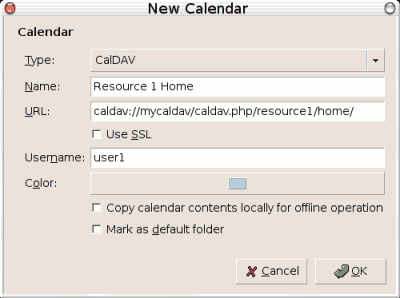 New Calendar
Calendar
Type: CalDAV
Name: Resource 1 Home
URL: caldav://mycaldav/caldav.php/resource1/home/
Use SSL
Username: user1
Color:
Copy calendar contents locally for offline operation
Mark as default folder
Cancel OK